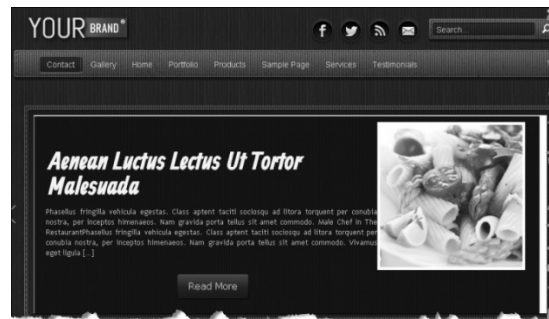 YOUR BRAND
Search...
Contact Gallery Home Portfolio Products Sample Page Services Testimonials
Aenean Luctus Lectus Ut Tortor
Malesuada
Phasellus fringilla vehicula egestas. Class aptent taciti sociosqu ad litora torquent per conubia
nostra, per inceptos himenaeos. Nam gravida porta tellus sit amet commodo. Male Chef in The
RestaurantPhasellus fringilla vehicula egestas. Class aptent taciti sociosqu ad litora torquent per
conubia nostra, per inceptos himenaeos. Nam gravida porta tellus sit amet commodo. Vivamus
eget ligula [...]
Read More